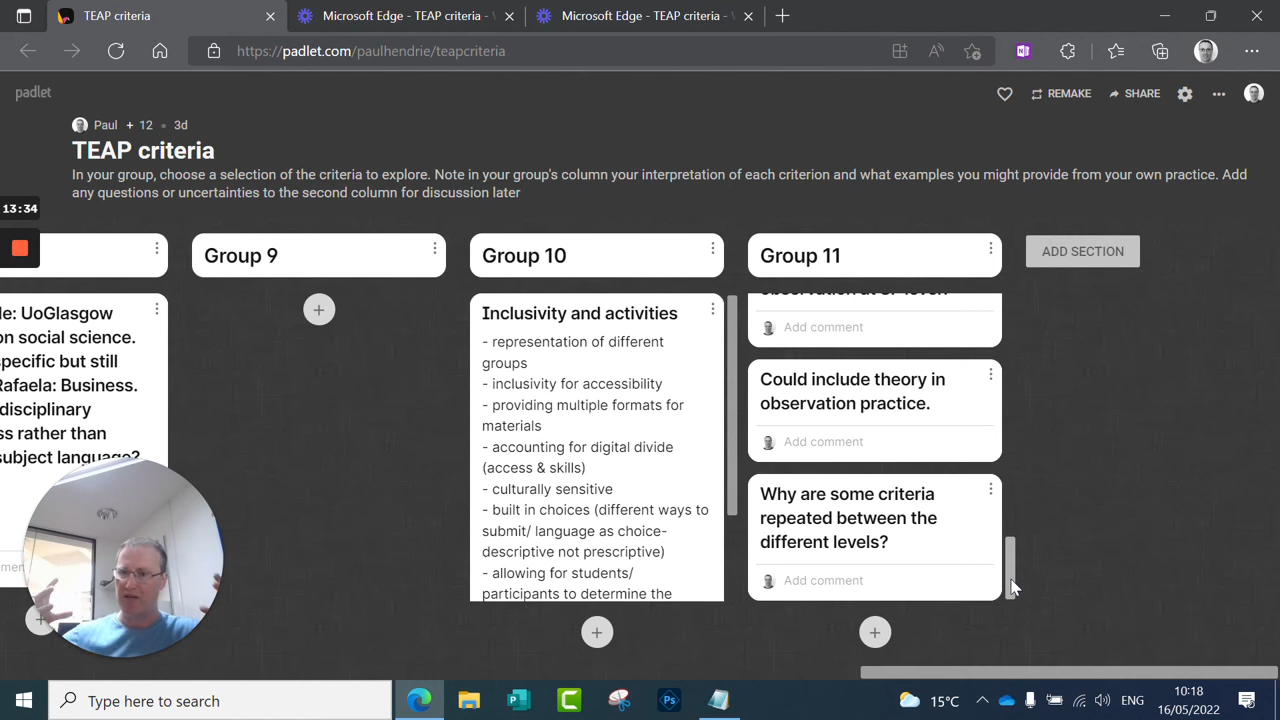 TEAP criteria
Microsoft Edge - TEAP criteria -
Microsoft Edge - TEAP criteria -
https://padlet.com/paulhendrie/teapcriteria
padlet
REMAKE
SHARE
Paul + 12 • 3d
TEAP criteria
In your group, choose a selection of the criteria to explore. Note in your group's column your interpretation of each criterion and what examples you might provide from your own practice. Add
any questions or uncertainties to the second column for discussion later
13:34
Group 9
Group 10
Group 11
ADD SECTION
le: UoGlasgow
on social science.
specific but still
Rafaela: Business.
disciplinary
ss rather than
subject language?
Inclusivity and activities
- representation of different
groups
- inclusivity for accessibility
- providing multiple formats for
materials
- accounting for digital divide
(access & skills)
- culturally sensitive
- built in choices (different ways to
submit/ language as choice-
descriptive not prescriptive)
- allowing for students/
participants to determine the
Add comment
Could include theory in
observation practice.
Add comment
Why are some criteria
repeated between the
different levels?
Add comment
Type here to search
15°C
ENG
10:18
16/05/2022